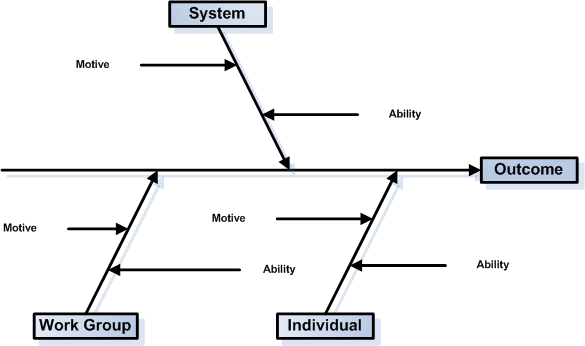 System
Motive
Ability
Outcome
Motive
Motive
Ability
Ability
Work Group
Individual